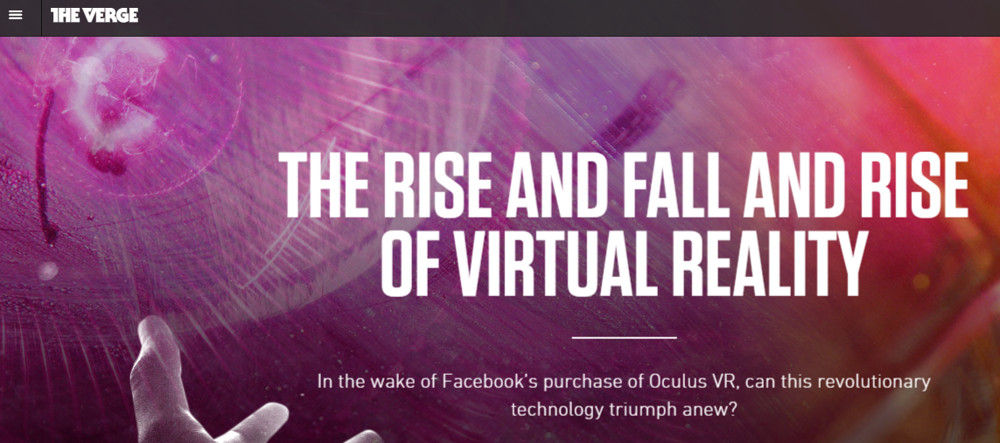 THE VERGE
THE RISE AND FALL AND RISE
OF VIRTUAL REALITY
In the wake of Facebook's purchase of Oculus VR, can this revolutionary
technology triumph anew?